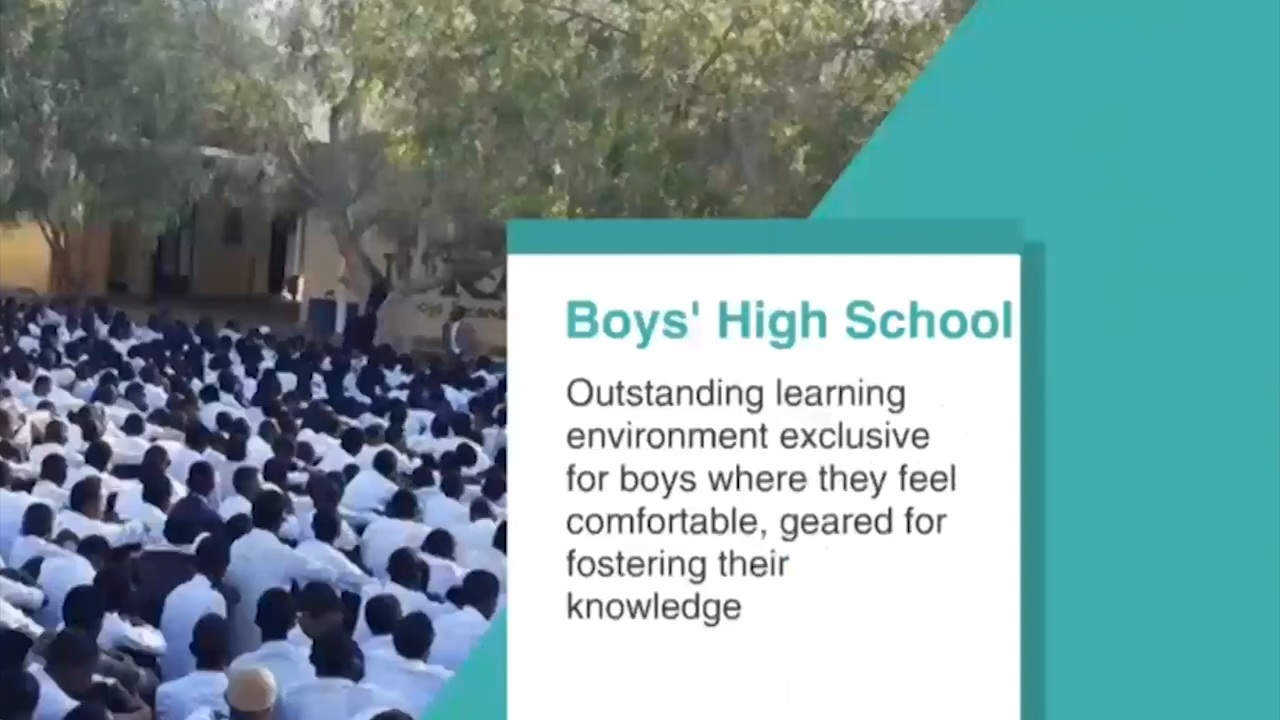 Boys' High School
Outstanding learning
environment exclusive
for boys where they feel
comfortable, geared for
fostering their
knowledge